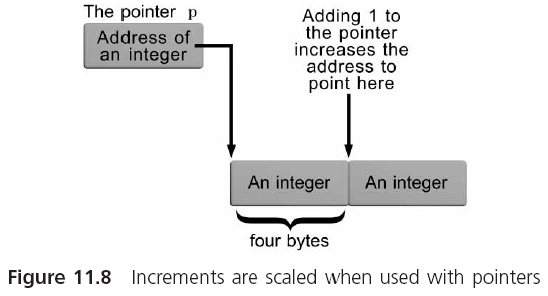 The pointer p
Address of
an integer
Adding 1 to
the pointer
increases the
address to
point here
An integer
An integer
four bytes
Figure 11.8 Increments are scaled when used with pointers